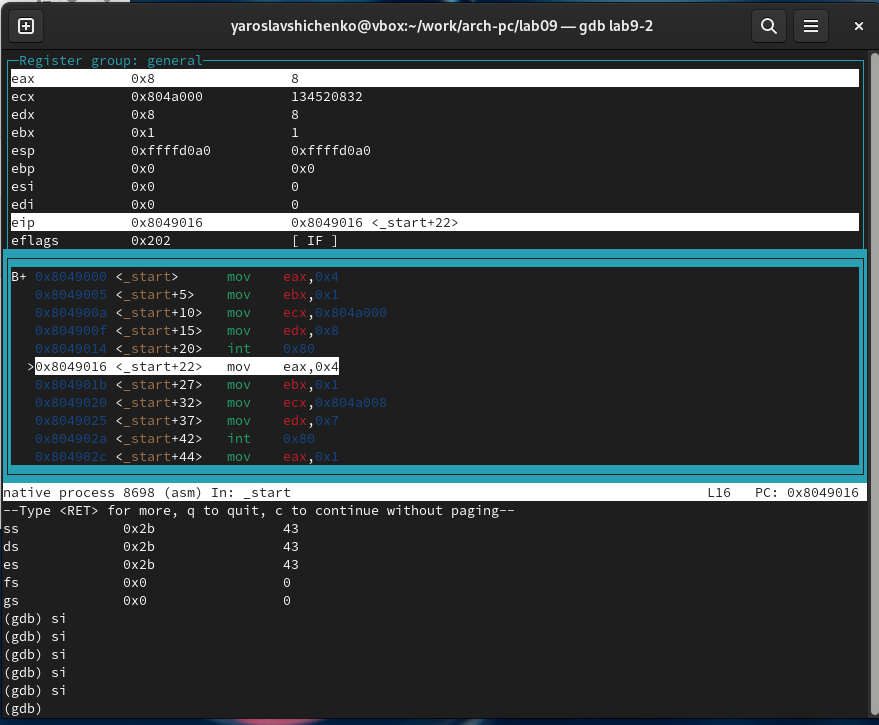 yaroslavshichenko@vbox:~/work/arch-pc/lab09 — gdb lab9-2
Register group: general
eax 0x8 8
ecx 0x804a000 134520832
edx 0x8 8
ebx 0x1 1
esp 0xffffd0a0 0xffffd0a0
ebp 0x0 0x0
esi 0x0 0
edi 0x0 0
eip 0x8049016 0x8049016 <_start+22>
eflags 0x202 [ IF ]
B+ 0x8049000 <_start> mov eax,0x4
0x8049005 <_start+5> mov ebx,0x1
0x804900a <_start+10> mov ecx,0x804a000
0x804900f <_start+15> mov edx,0x8
0x8049014 <_start+20> int 0x80
>0x8049016 <_start+22> mov eax,0x4
0x804901b <_start+27> mov ebx,0x1
0x8049020 <_start+32> mov ecx,0x804a008
0x8049025 <_start+37> mov edx,0x7
0x804902a <_start+42> int 0x80
0x804902c <_start+44> mov eax,0x1
native process 8698 (asm) In: _start L16 PC: 0x8049016
--Type <RET> for more, q to quit, c to continue without paging--
ss 0x2b 43
ds 0x2b 43
es 0x2b 43
fs 0x0 0
gs 0x0 0
(gdb) si
(gdb) si
(gdb) si
(gdb) si
(gdb) si
(gdb)